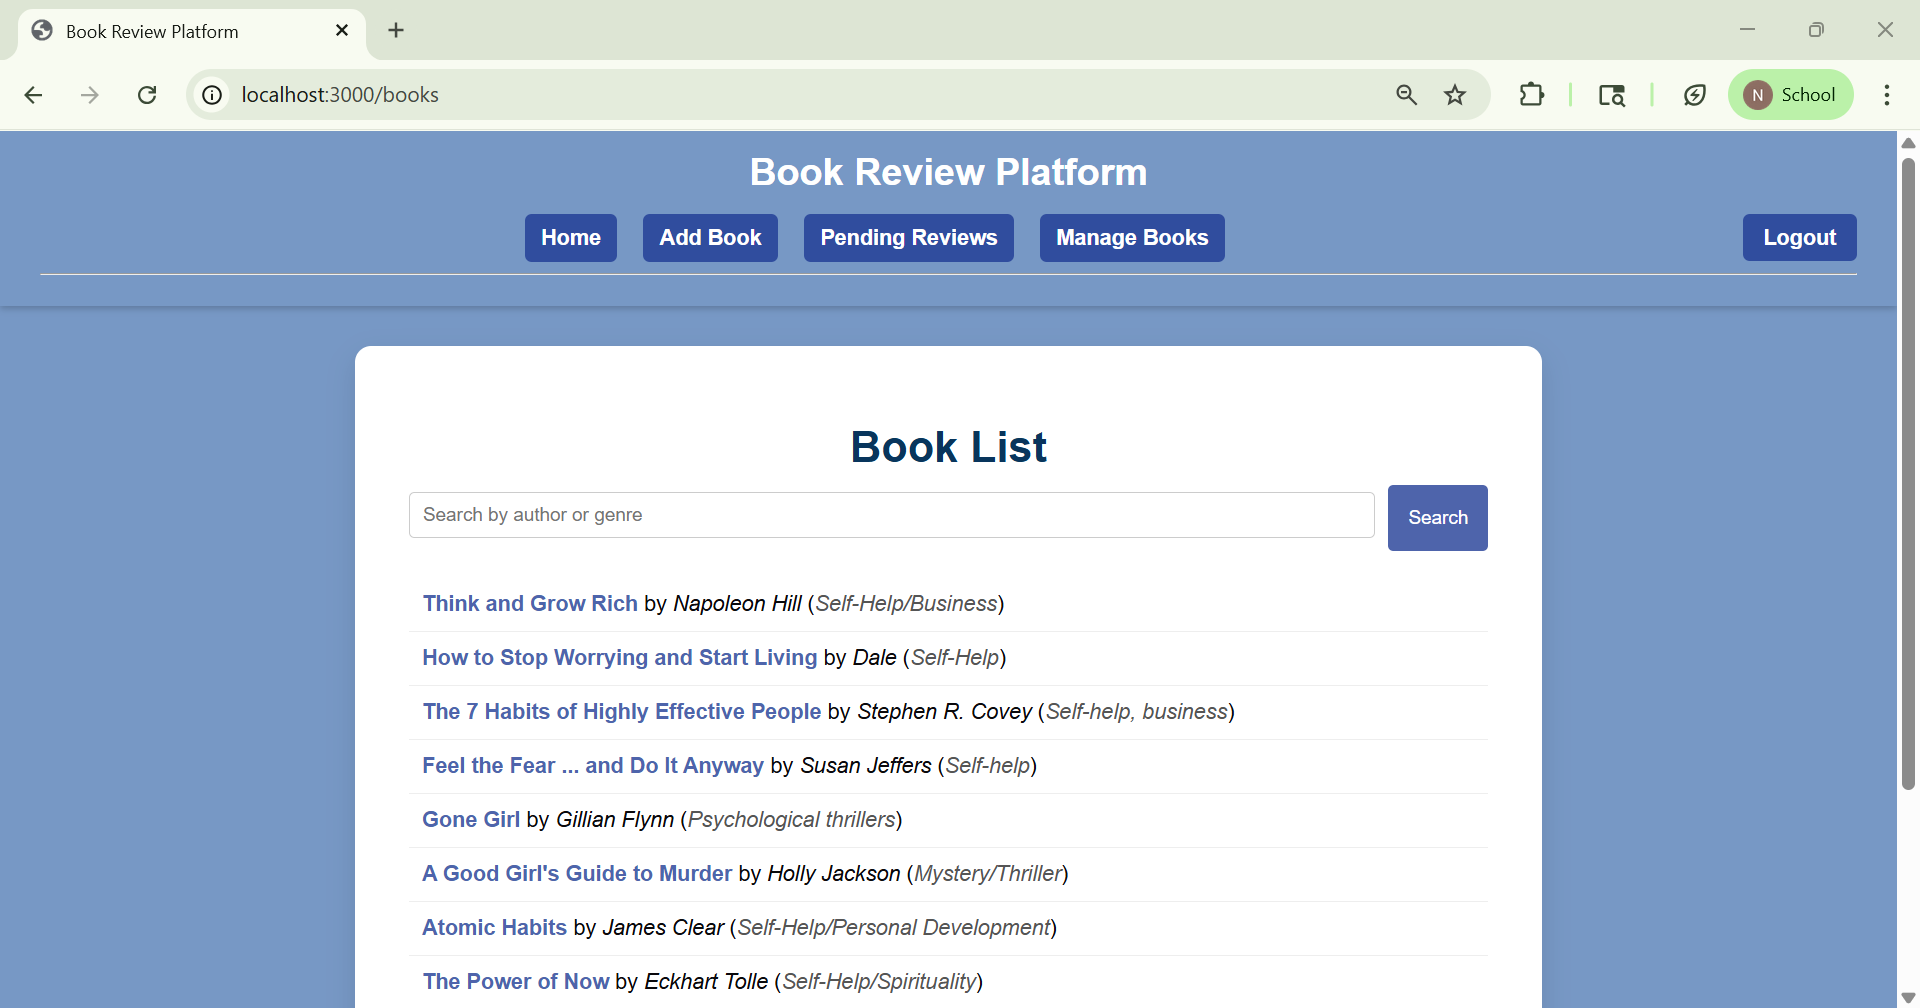 Book Review Platform
localhost:3000/books
N School
Book Review Platform
Home Add Book Pending Reviews Manage Books Logout
Book List
Search by author or genre Search
Think and Grow Rich by Napoleon Hill (Self-Help/Business)
How to Stop Worrying and Start Living by Dale (Self-Help)
The 7 Habits of Highly Effective People by Stephen R. Covey (Self-help, business)
Feel the Fear ... and Do It Anyway by Susan Jeffers (Self-help)
Gone Girl by Gillian Flynn (Psychological thrillers)
A Good Girl's Guide to Murder by Holly Jackson (Mystery/Thriller)
Atomic Habits by James Clear (Self-Help/Personal Development)
The Power of Now by Eckhart Tolle (Self-Help/Spirituality)